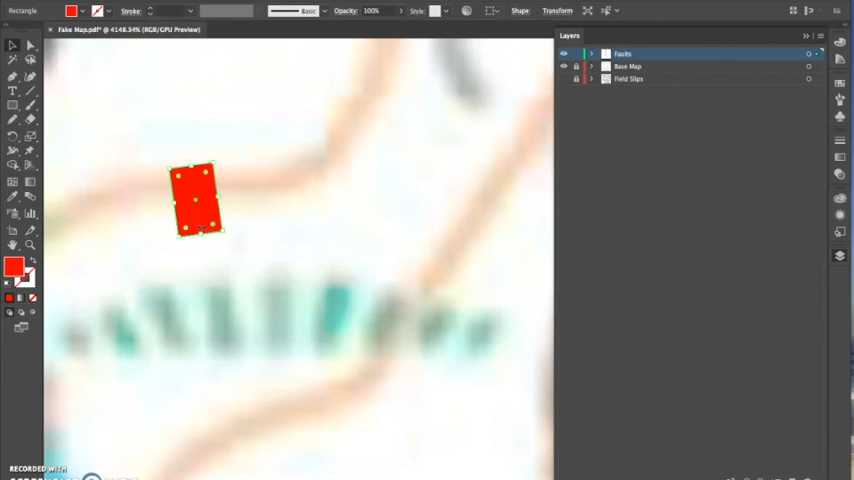 Rectangle
Stroke:
Basic
Opacity:
100%
Style:
Shape:
Transform
Fake Map.pdf* @ 4148.34% (RGB/GPU Preview)
Layers
Faults
Base Map
Field Slips
RECORDED WITH